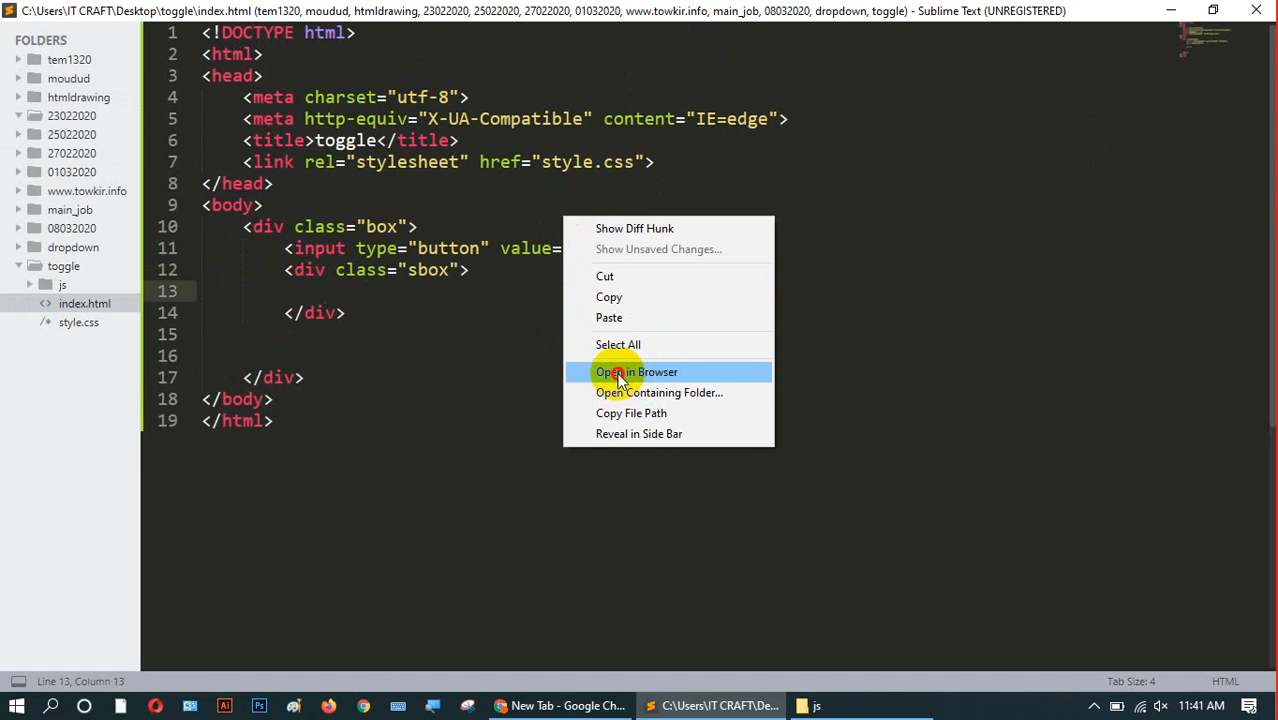 C:\Users\IT CRAFT\Desktop\toggle\index.html (tem1320, moudud, htmldrawing, 23022020, 25022020, 27022020, 01032020, www.towkir.info, main_job, 08032020, dropdown, toggle) - Sublime Text (UNREGISTERED)
FOLDERS
tem1320
moudud
htmldrawing
23022020
25022020
27022020
01032020
www.towkir.info
main_job
08032020
dropdown
toggle
js
<> index.html
style.css
1 <!DOCTYPE html>
2 <html>
3 <head>
4 <meta charset="utf-8">
5 <meta http-equiv="X-UA-Compatible" content="IE=edge">
6 <title>toggle</title>
7 <link rel="stylesheet" href="style.css">
8 </head>
9 <body>
10 <div class="box">
11 <input type="button" value=
12 <div class="sbox">
13
14 </div>
15
16
17 </div>
18 </body>
19 </html>
Show Diff Hunk
Show Unsaved Changes...
Cut
Copy
Paste
Select All
Open in Browser
Open Containing Folder...
Copy File Path
Reveal in Side Bar
Line 13, Column 13
Tab Size: 4
HTML
New Tab - Google Ch...
C:\Users\IT CRAFT\De...
js
11:41 AM